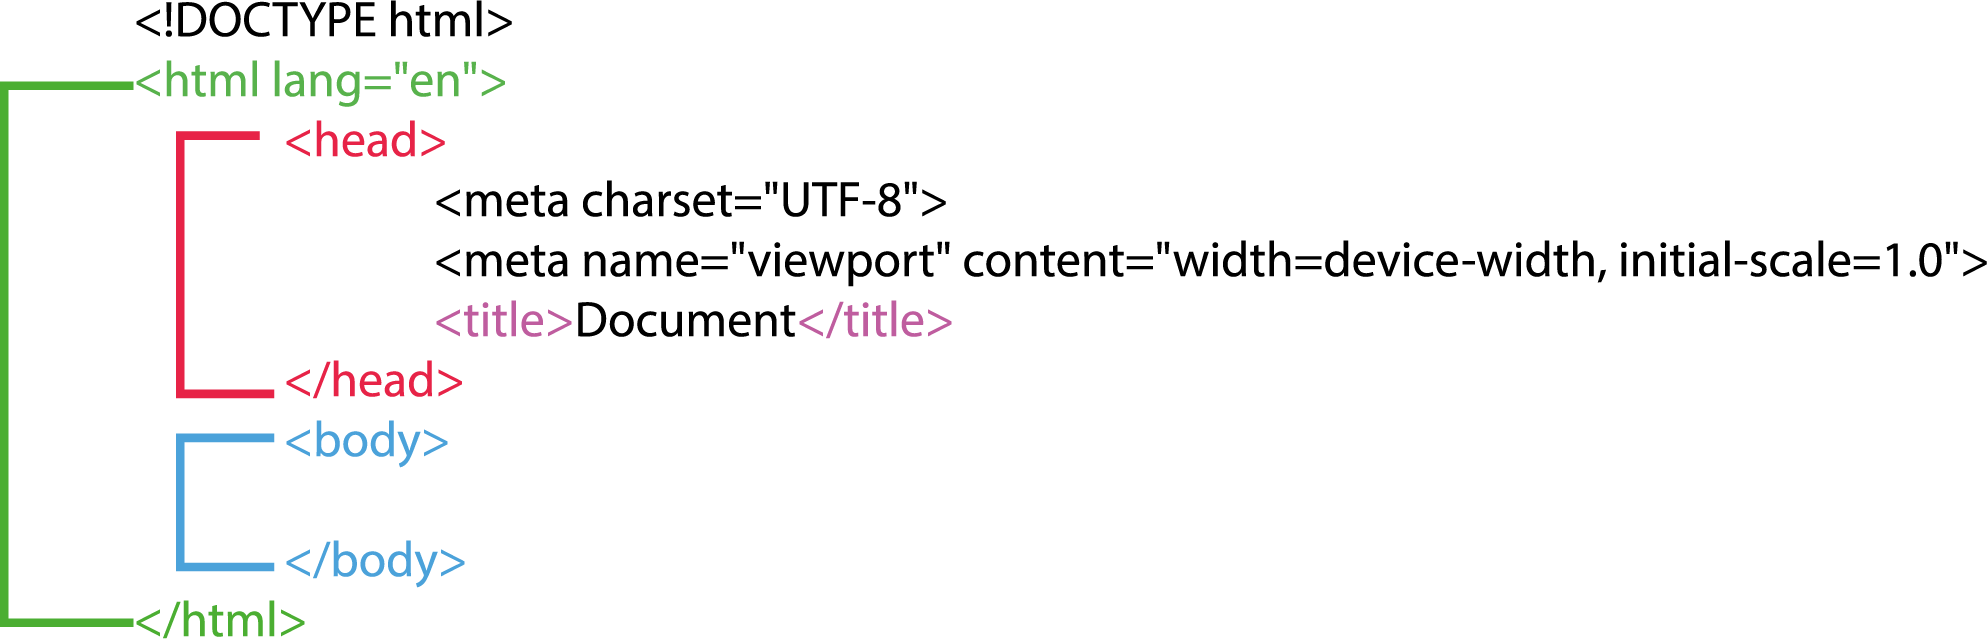 <!DOCTYPE html>
<html lang="en">
<head>
<meta charset="UTF-8">
<meta name="viewport" content="width=device-width, initial-scale=1.0">
<title>Document</title>
</head>
<body>
</body>
</html>